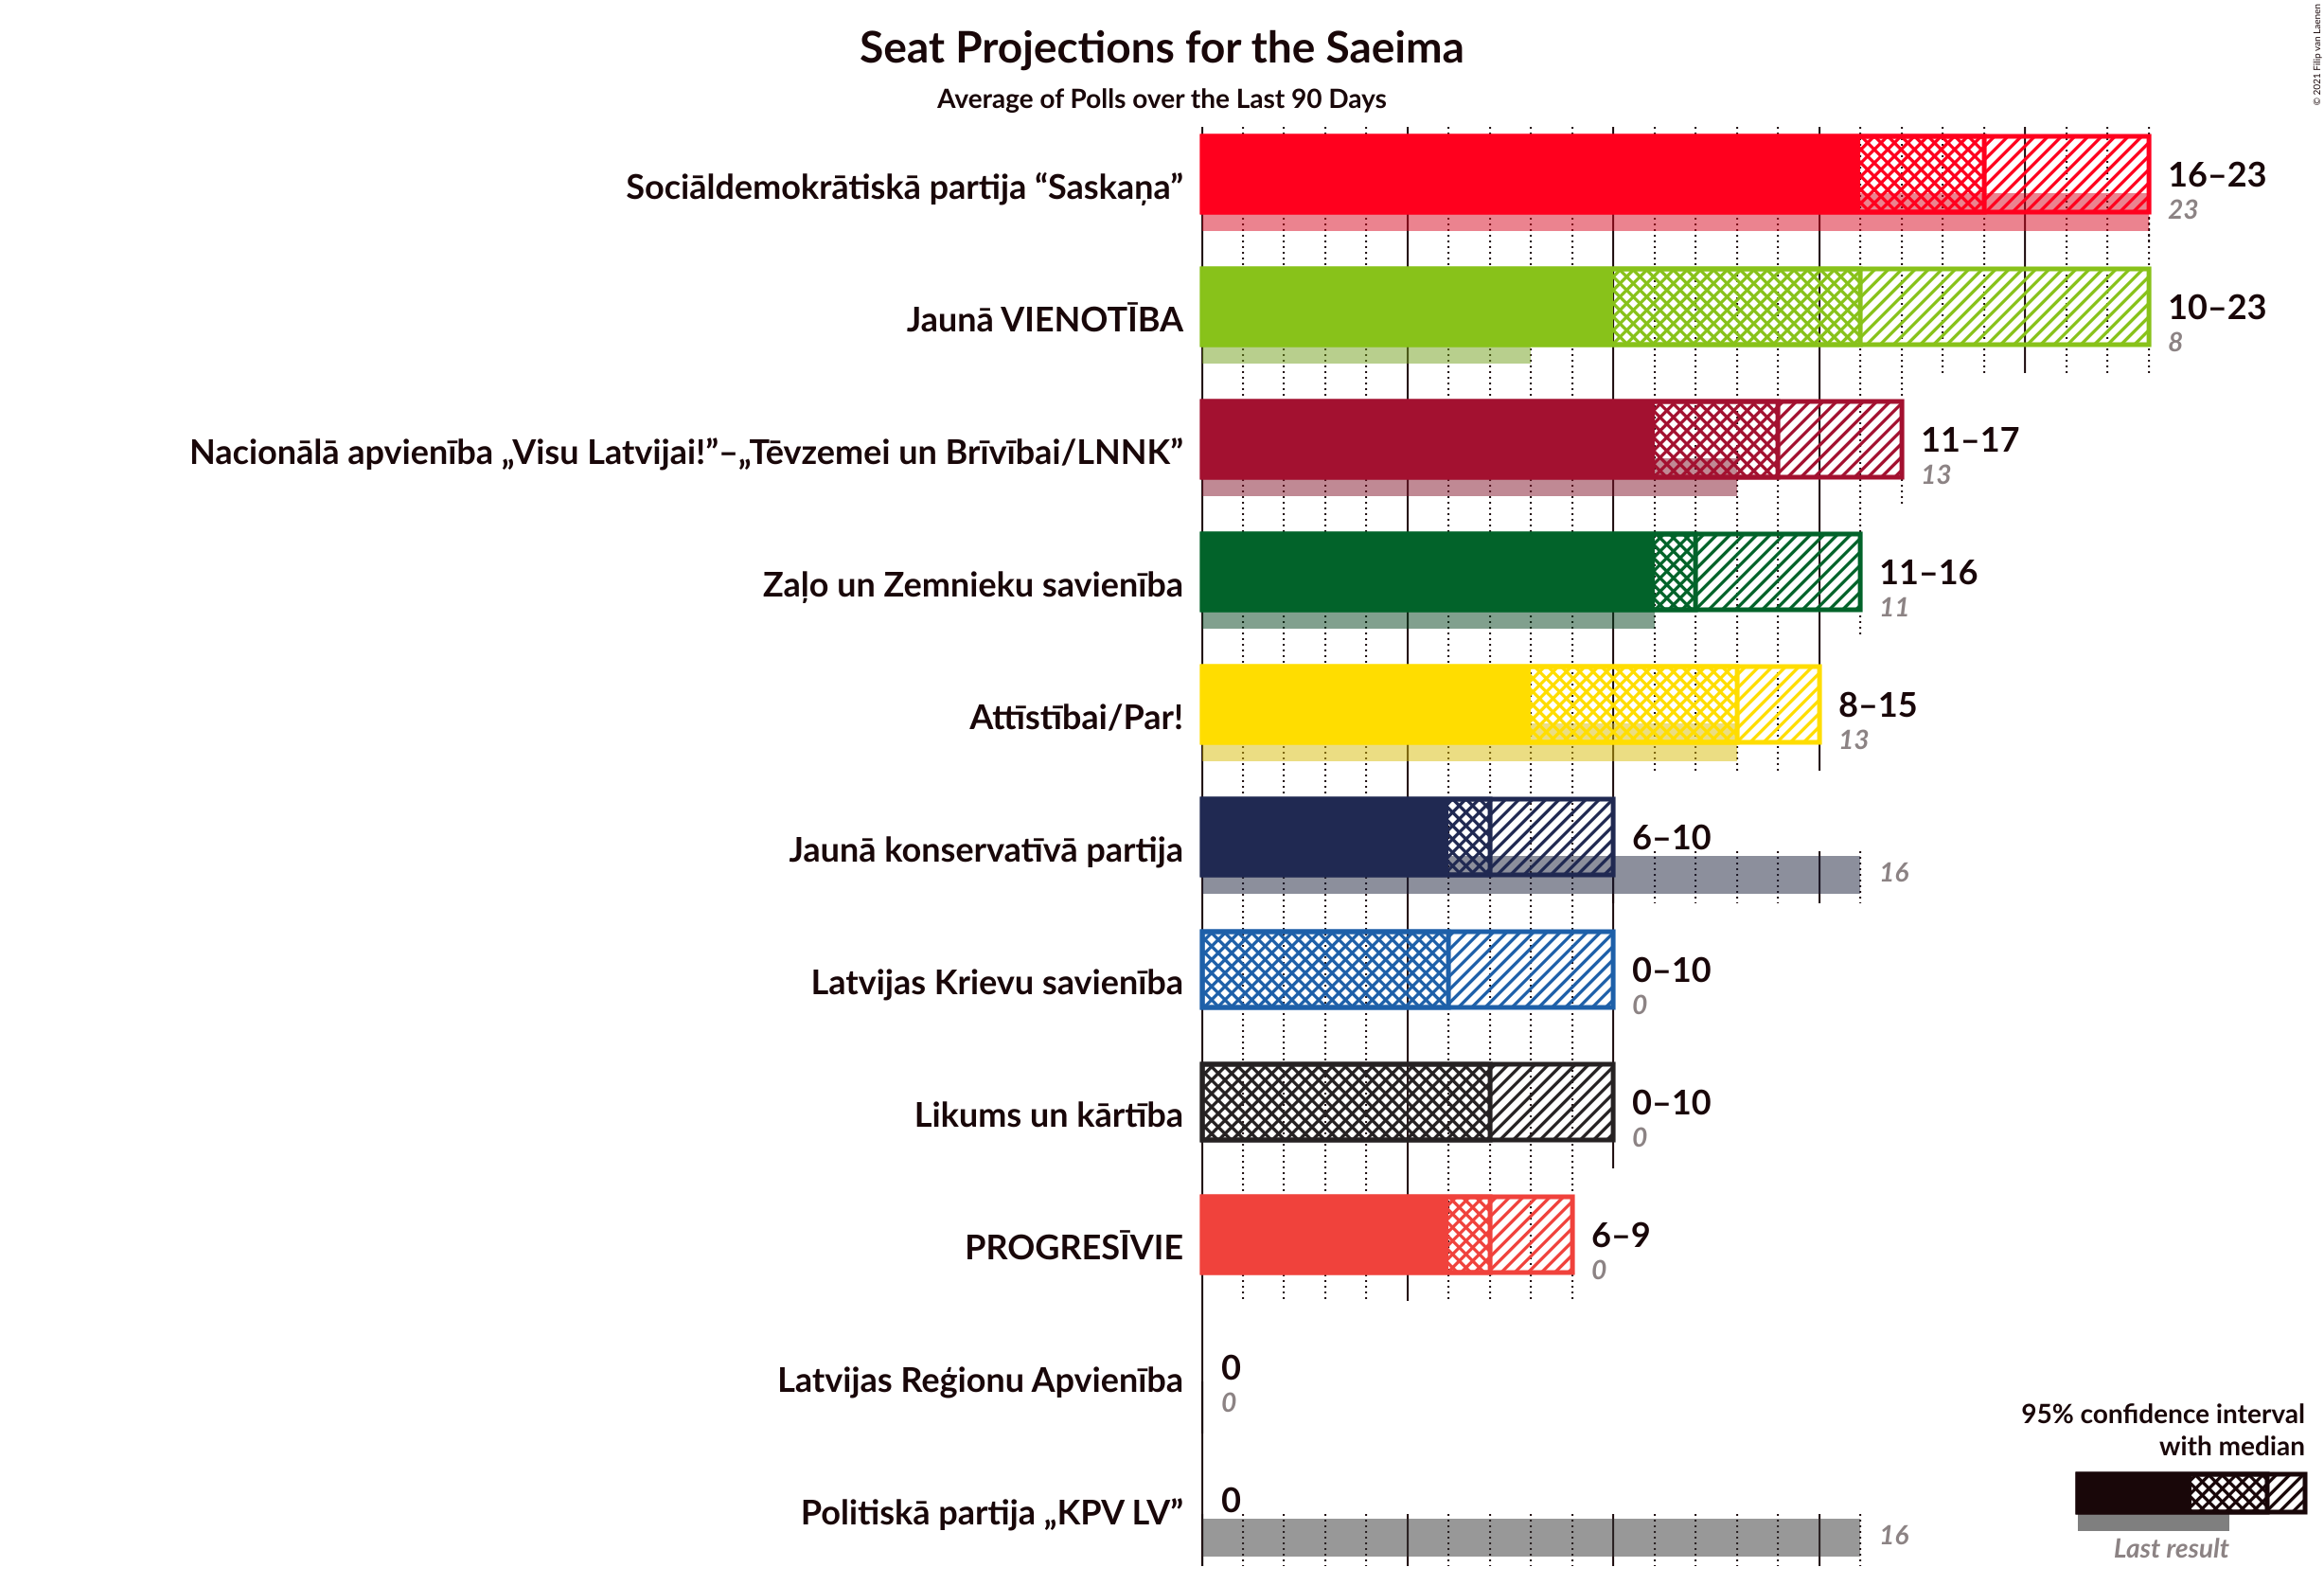 Seat Projections for the Saeima
Average of Polls over the Last 90 Days
© 2021 Filip van Laenen
Sociāldemokrātiskā partija “Saskaņa”
16–23
23
Jaunā VIENOTĪBA
10–23
8
Nacionālā apvienība „Visu Latvijai!”–„Tēvzemei un Brīvībai/LNNK”
11–17
13
Zaļo un Zemnieku savienība
11–16
11
Attīstībai/Par!
8–15
13
Jaunā konservatīvā partija
6–10
16
Latvijas Krievu savienība
0–10
0
Likums un kārtība
0–10
0
PROGRESĪVIE
6–9
0
Latvijas Reģionu Apvienība
0
0
Politiskā partija „KPV LV”
0
16
95% confidence interval
with median
Last result